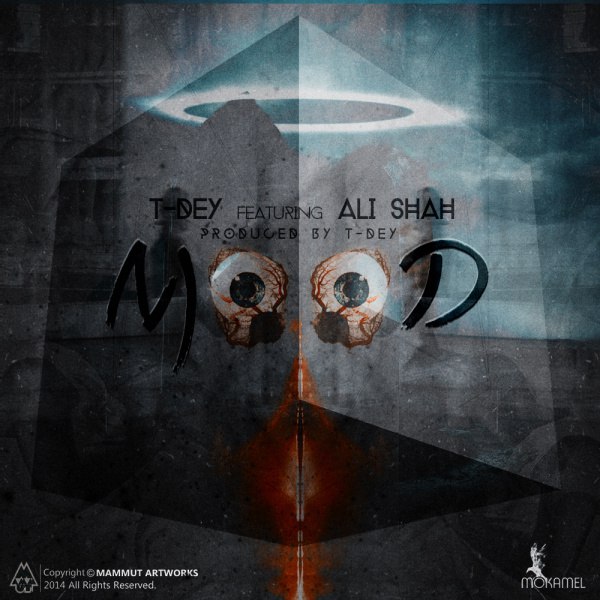 T-DEY FEATURING ALI SHAH
PRODUCED BY T-DEY
MOOD
Copyright © MAMMUT ARTWORKS
2014 All Rights Reserved.
MOKAMEL